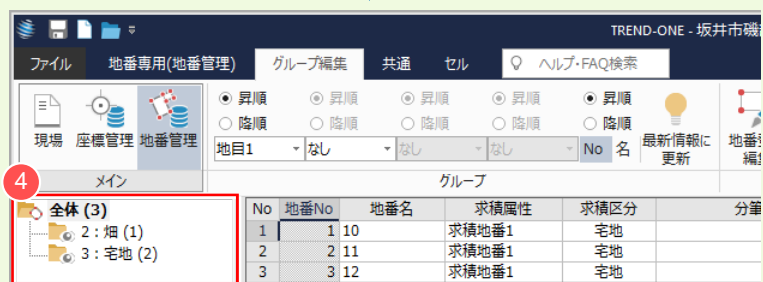 TREND-ONE - 坂井市磯
ファイル 地番専用(地番管理) グループ編集 共通 セル ヘルプ・FAQ検索
昇順 昇順 昇順 昇順 昇順
降順 降順 降順 降順 降順
現場 座標管理 地番管理 地目1 なし なし なし No 名 最新情報に更新 地番
編
メイン グループ
4
全体 (3)
2 : 畑 (1)
3 : 宅地 (2)
No 地番No 地番名 求積属性 求積区分 分筆
1 1 10 求積地番1 宅地
2 2 11 求積地番1 宅地
3 3 12 求積地番1 宅地